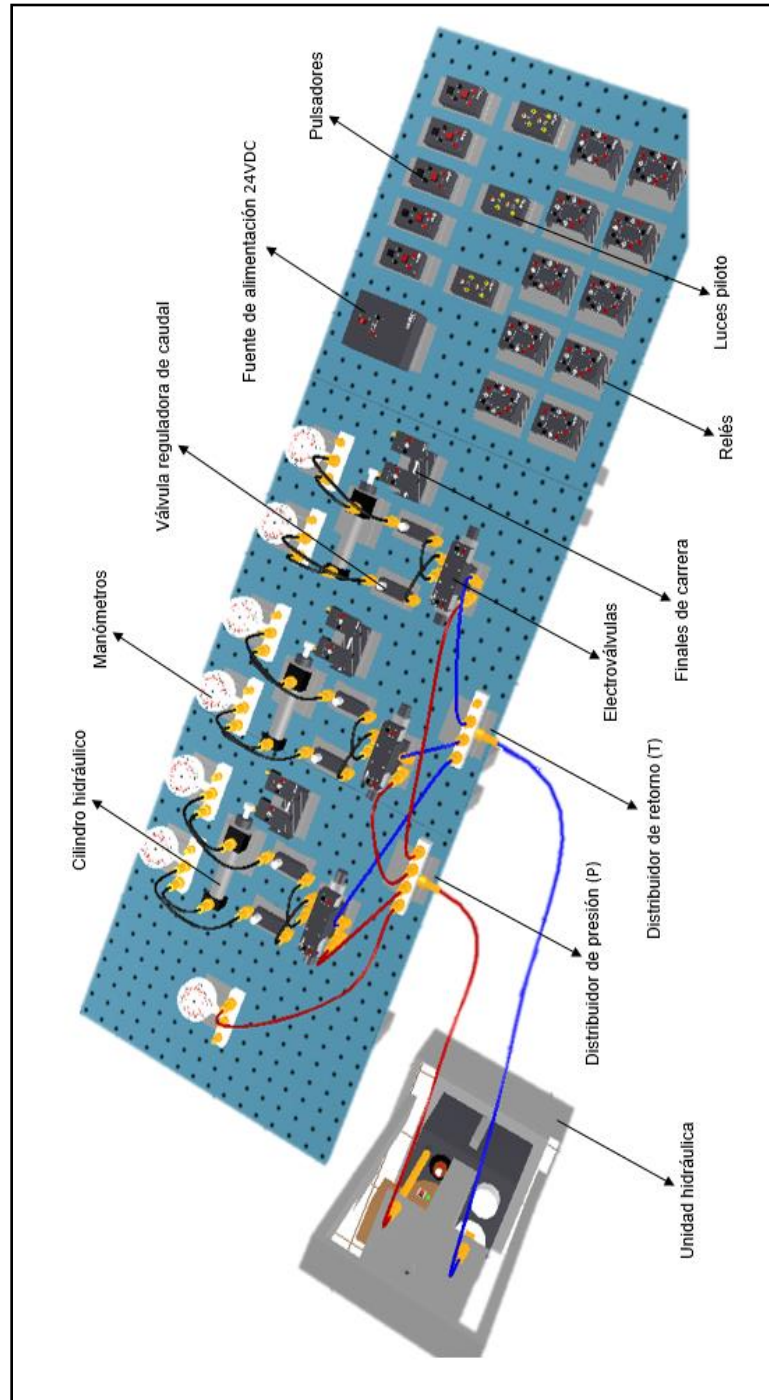 Pulsadores
Fuente de alimentación 24VDC
Válvula reguladora de caudal
Manómetros
Cilindro hidráulico
Luces piloto
Relés
Finales de carrera
Electroválvulas
Distribuidor de retorno (T)
Distribuidor de presión (P)
Unidad hidráulica